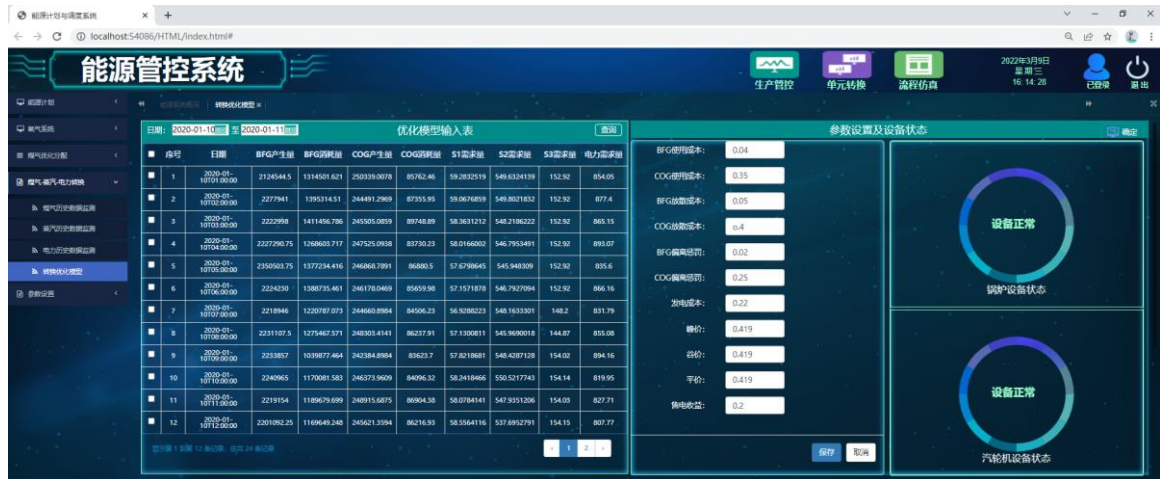 能源计划与调度系统
localhost:54086/HTML/index.html#
能源管控系统
生产管控 单元转换 流程仿真 2022年3月9日 星期三 16:14:28 已登录 退出
能源计划
氧气系统
煤气优化分配
煤气-蒸汽-电力转换
煤气历史数据监测
蒸汽历史数据监测
电力历史数据监测
转换优化模型
参数设置
转换优化模型 ×
日期: 2020-01-10 至 2020-01-11 优化模型输入表 查询
序号 日期 BFG产生量 BFG消耗量 COG产生量 COG消耗量 S1需求量 S2需求量 S3需求量 电力需求量
1 2020-01-10T01:00:00 2124544.5 1314501.621 250339.0078 85762.46 59.2832519 549.6324139 152.92 854.05
2 2020-01-10T02:00:00 2277941 1395314.51 244491.2969 87355.95 59.0676859 549.8021832 152.92 877.4
3 2020-01-10T03:00:00 2222998 1411456.786 245505.0859 89748.89 58.3631212 548.2186222 152.92 865.15
4 2020-01-10T04:00:00 2227290.75 1268603.717 247525.0938 83730.23 58.0166002 546.7953491 152.92 893.07
5 2020-01-10T05:00:00 2350503.75 1377234.416 246868.7891 86880.5 57.6798645 545.948309 152.92 835.6
6 2020-01-10T06:00:00 2224230 1388735.461 246178.0469 85659.98 57.1571878 546.7927094 152.92 866.16
7 2020-01-10T07:00:00 2218946 1220787.073 244660.8984 84506.23 56.9288223 548.1633301 148.2 831.79
8 2020-01-10T08:00:00 2231107.5 1275467.571 248303.4141 86237.91 57.1300811 545.9690018 144.87 855.08
9 2020-01-10T09:00:00 2233857 1039877.464 242384.8984 83623.7 57.8218681 548.4287128 154.02 894.16
10 2020-01-10T10:00:00 2240965 1170081.583 246373.9609 84096.32 58.2418466 550.5217743 154.14 819.95
11 2020-01-10T11:00:00 2219154 1189679.699 248915.6875 86904.38 58.0784141 547.9351206 154.03 827.71
12 2020-01-10T12:00:00 2201092.25 1169649.248 245621.3594 86216.93 58.5564116 537.6952791 154.15 807.77
显示第 1 到第 12 条记录，总共 24 条记录
‹ 1 2 ›
参数设置及设备状态 确定
BFG使用成本: 0.04
COG使用成本: 0.35
BFG放散成本: 0.05
COG放散成本: 0.4
BFG偏离惩罚: 0.02
COG偏离惩罚: 0.25
发电成本: 0.22
峰价: 0.419
谷价: 0.419
平价: 0.419
售电收益: 0.2
保存 取消
设备正常
锅炉设备状态
设备正常
汽轮机设备状态